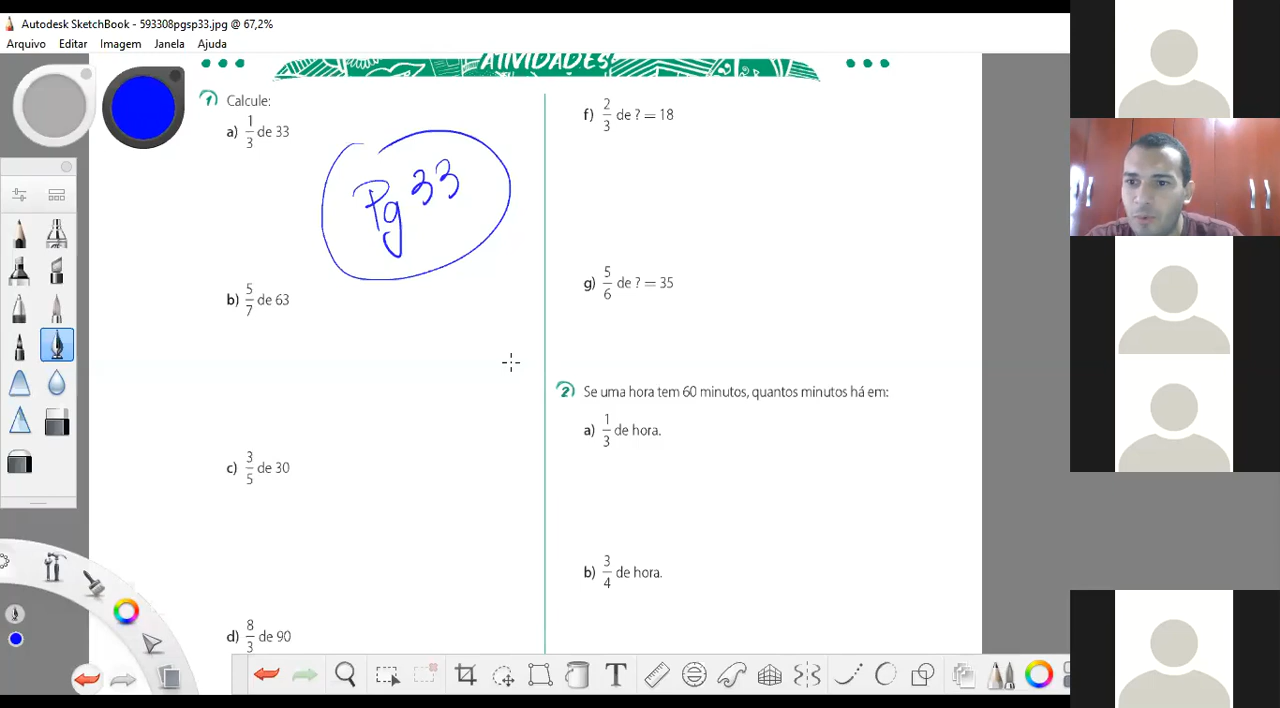 Autodesk SketchBook - 593308pgsp33.jpg @ 67,2%
Arquivo Editar Imagem Janela Ajuda
ATIVIDADES
1 Calcule:
a) 1/3 de 33
Pg 33
b) 5/7 de 63
c) 3/5 de 30
d) 8/3 de 90
f) 2/3 de ? = 18
g) 5/6 de ? = 35
2 Se uma hora tem 60 minutos, quantos minutos há em:
a) 1/3 de hora.
b) 3/4 de hora.